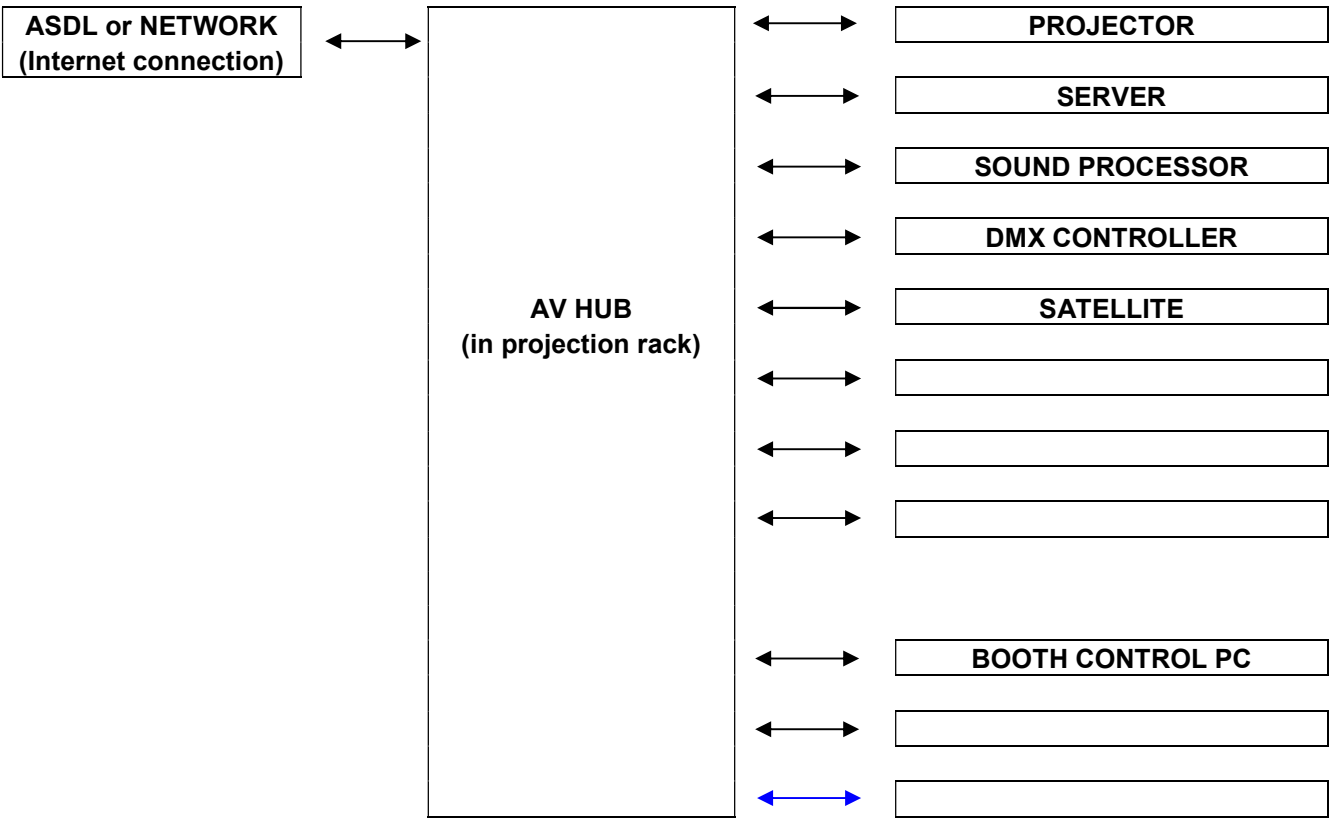 ASDL or NETWORK
(Internet connection)
AV HUB
(in projection rack)
PROJECTOR
SERVER
SOUND PROCESSOR
DMX CONTROLLER
SATELLITE
BOOTH CONTROL PC